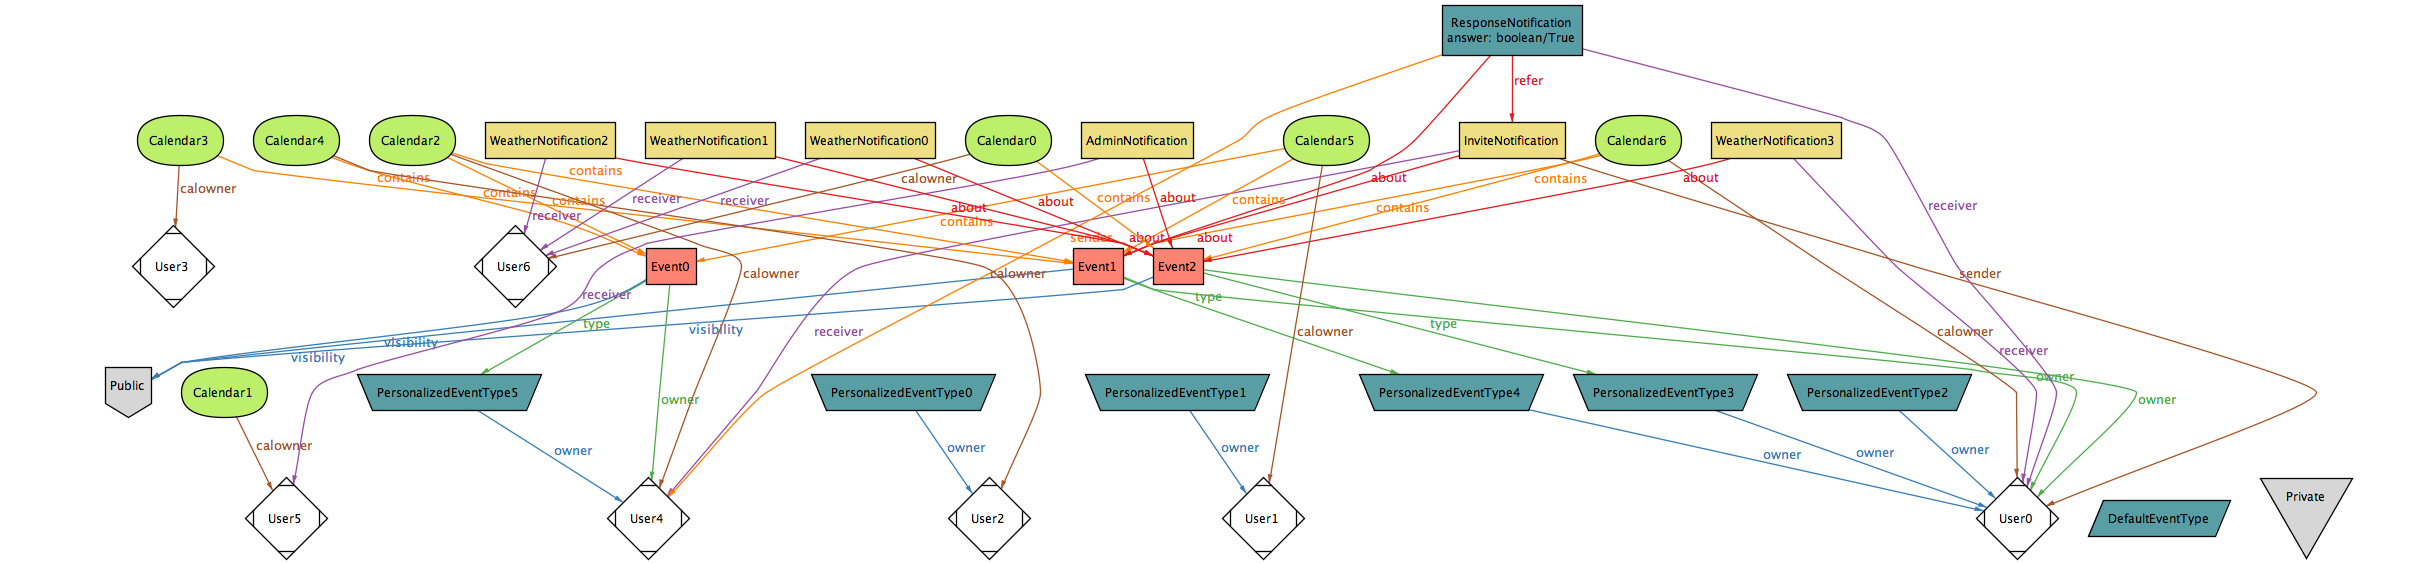 ResponseNotification
answer: boolean/True
refer
Calendar3
Calendar4
Calendar2
WeatherNotification2
WeatherNotification1
WeatherNotification0
Calendar0
AdminNotification
Calendar5
InviteNotification
Calendar6
WeatherNotification3
calowner
contains
contains
contains
contains
receiver
receiver
receiver
calowner
about
contains
about
contains
about
contains
about
contains
contains
about
receiver
sender
about
about
User3
User6
Event0
Event1
Event2
calowner
calowner
sender
receiver
type
type
visibility
visibility
visibility
receiver
calowner
type
calowner
receiver
owner
Public
Calendar1
PersonalizedEventType5
owner
PersonalizedEventType0
PersonalizedEventType1
PersonalizedEventType4
PersonalizedEventType3
PersonalizedEventType2
owner
calowner
owner
owner
owner
owner
owner
owner
User5
User4
User2
User1
User0
DefaultEventType
Private